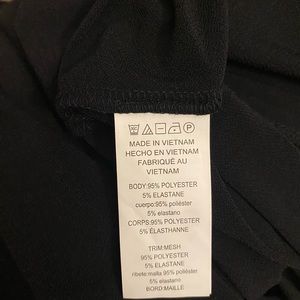 MADE IN VIETNAM
HECHO EN VIETNAM
FABRIQUÉ AU
VIETNAM
BODY:95% POLYESTER
5% ELASTANE
cuerpo:95% poliéster
5% elastano
CORPS:95% POLYESTER
5% ÉLASTHANNE
TRIM:MESH
95% POLYESTER
5% ELASTANE
ribete:malla 95% poliéster
5% elastano
BORD:MAILLE